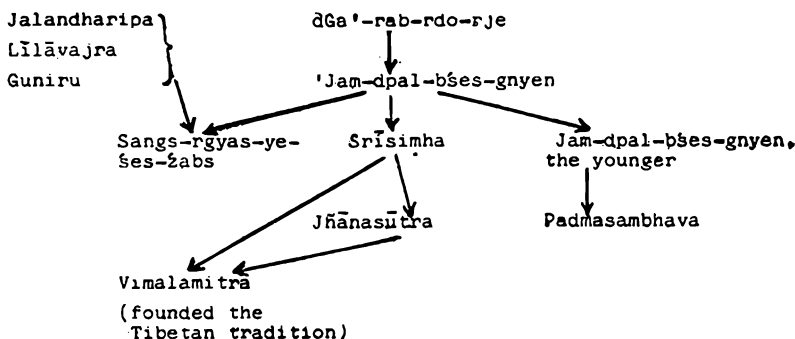 Jalandharipa
Līlāvajra
Guniru
dGa'-rab-rdo-rje
'Jam-dpal-bśes-gnyen
Sangs-rgyas-ye-
śes-źabs
Śrīsimha
Jam-dpal-bśes-gnyen,
the younger
Jñānasūtra
Padmasambhava
Vimalamitra
(founded the
Tibetan tradition)